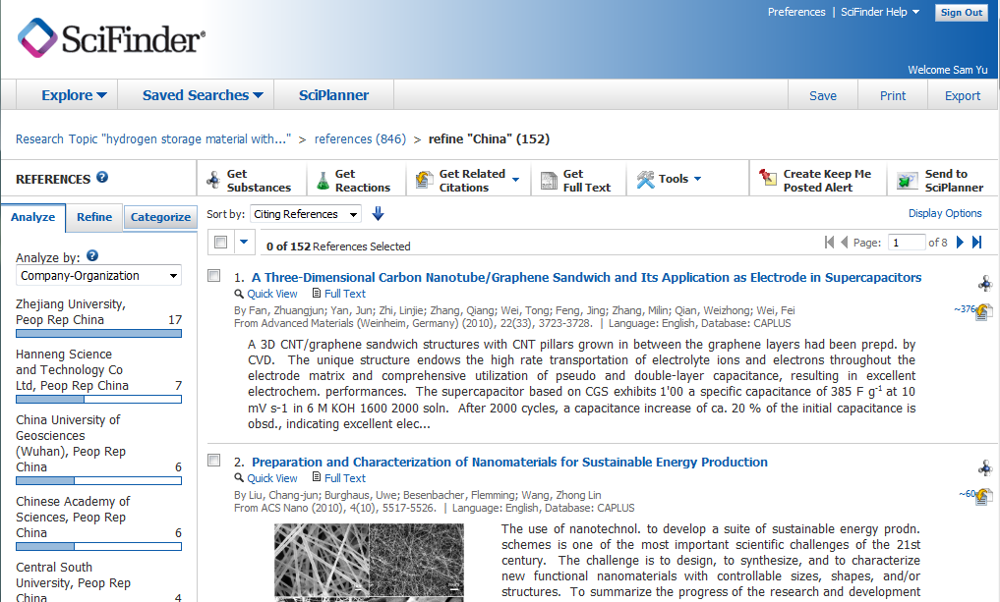 Preferences | SciFinder Help Sign Out
SciFinder®
Welcome Sam Yu
Explore Saved Searches SciPlanner Save Print Export
Research Topic "hydrogen storage material with..." > references (846) > refine "China" (152)
REFERENCES ?
Get Substances
Get Reactions
Get Related Citations
Get Full Text
Tools
Create Keep Me Posted Alert
Send to SciPlanner
Analyze Refine Categorize
Sort by: Citing References
Display Options
0 of 152 References Selected
Page: 1 of 8
Analyze by: ?
Company-Organization
Zhejiang University,
Peop Rep China 17
Hanneng Science
and Technology Co
Ltd, Peop Rep China 7
China University of
Geosciences
(Wuhan), Peop Rep
China 6
Chinese Academy of
Sciences, Peop Rep
China 6
Central South
University, Peop Rep
China 4
1. A Three-Dimensional Carbon Nanotube/Graphene Sandwich and Its Application as Electrode in Supercapacitors
Quick View Full Text
~376
By Fan, Zhuangjun; Yan, Jun; Zhi, Linjie; Zhang, Qiang; Wei, Tong; Feng, Jing; Zhang, Milin; Qian, Weizhong; Wei, Fei
From Advanced Materials (Weinheim, Germany) (2010), 22(33), 3723-3728. | Language: English, Database: CAPLUS
A 3D CNT/graphene sandwich structures with CNT pillars grown in between the graphene layers had been prepd. by
CVD. The unique structure endows the high rate transportation of electrolyte ions and electrons throughout the
electrode matrix and comprehensive utilization of pseudo and double-layer capacitance, resulting in excellent
electrochem. performances. The supercapacitor based on CGS exhibits 1'00 a specific capacitance of 385 F g-1 at 10
mV s-1 in 6 M KOH 1600 2000 soln. After 2000 cycles, a capacitance increase of ca. 20 % of the initial capacitance is
obsd., indicating excellent elec...
2. Preparation and Characterization of Nanomaterials for Sustainable Energy Production
Quick View Full Text
~60
By Liu, Chang-jun; Burghaus, Uwe; Besenbacher, Flemming; Wang, Zhong Lin
From ACS Nano (2010), 4(10), 5517-5526. | Language: English, Database: CAPLUS
The use of nanotechnol. to develop a suite of sustainable energy prodn.
schemes is one of the most important scientific challenges of the 21st
century. The challenge is to design, to synthesize, and to characterize
new functional nanomaterials with controllable sizes, shapes, and/or
structures. To summarize the progress of the research and development